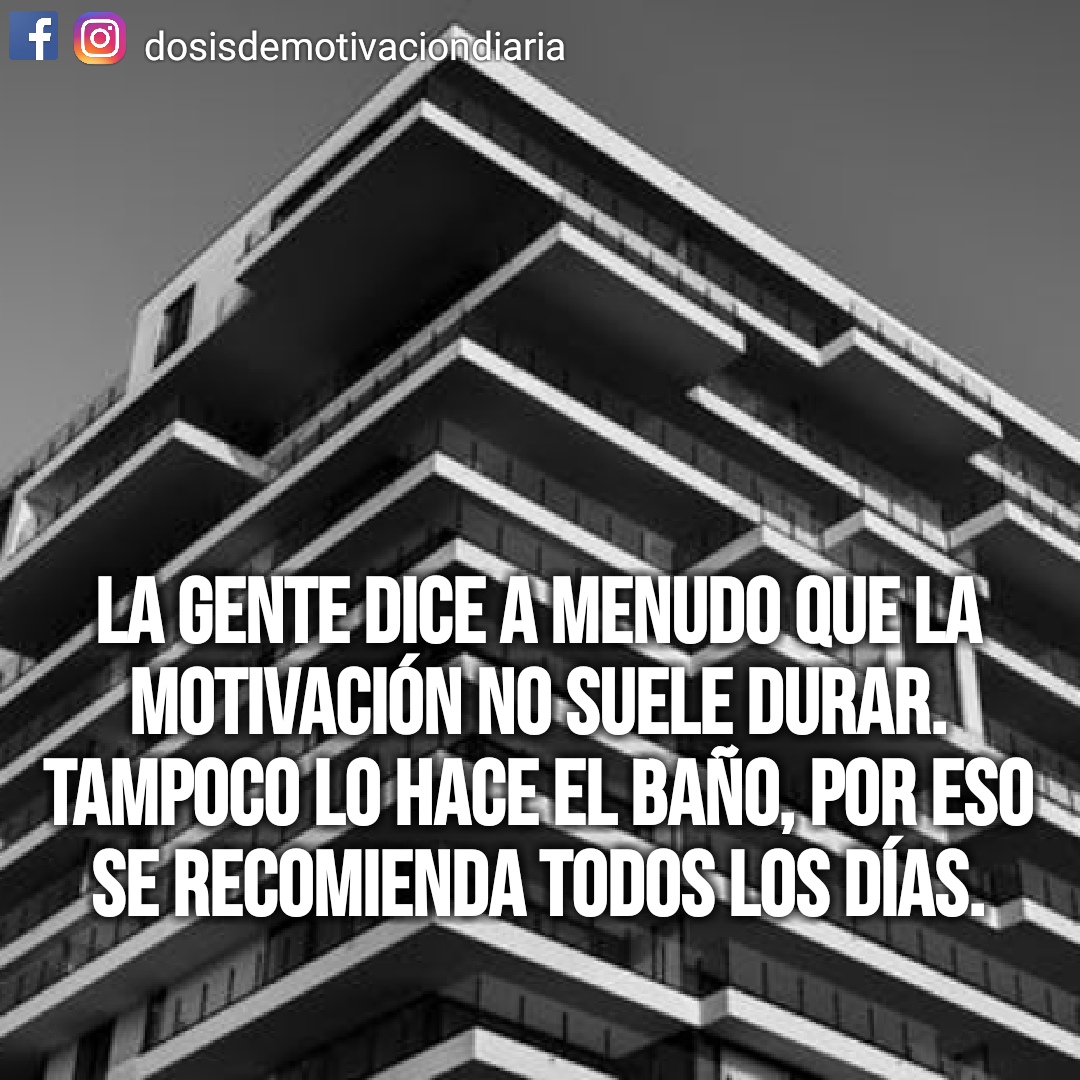 dosisdemotivaciondiaria
LA GENTE DICE A MENUDO QUE LA
MOTIVACIÓN NO SUELE DURAR.
TAMPOCO LO HACE EL BAÑO, POR ESO
SE RECOMIENDA TODOS LOS DÍAS.